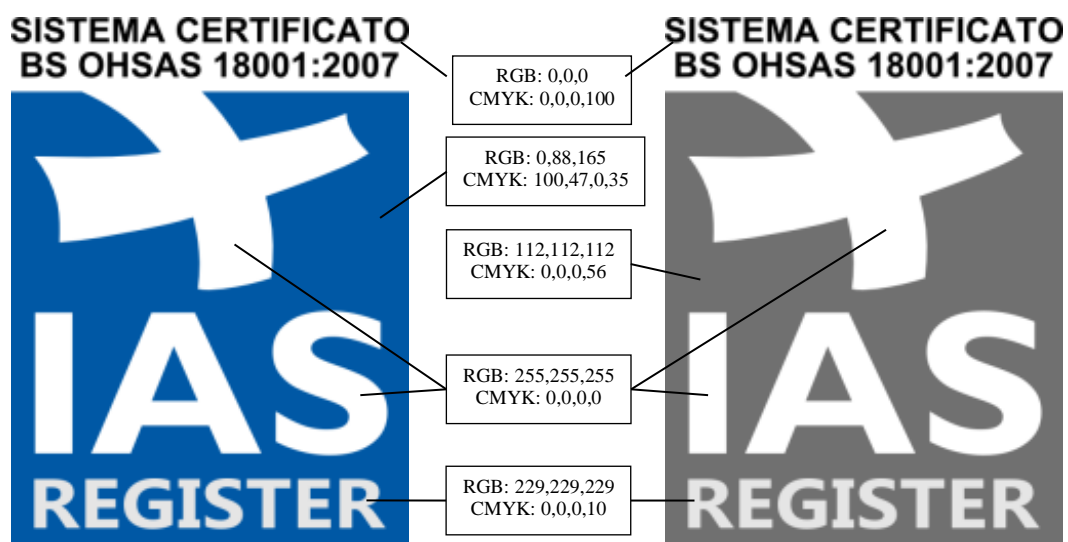 SISTEMA CERTIFICATO
BS OHSAS 18001:2007
IAS
REGISTER
RGB: 0,0,0
CMYK: 0,0,0,100
RGB: 0,88,165
CMYK: 100,47,0,35
RGB: 112,112,112
CMYK: 0,0,0,56
RGB: 255,255,255
CMYK: 0,0,0,0
RGB: 229,229,229
CMYK: 0,0,0,10
SISTEMA CERTIFICATO
BS OHSAS 18001:2007
IAS
REGISTER